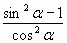 sin² α − 1
cos² α